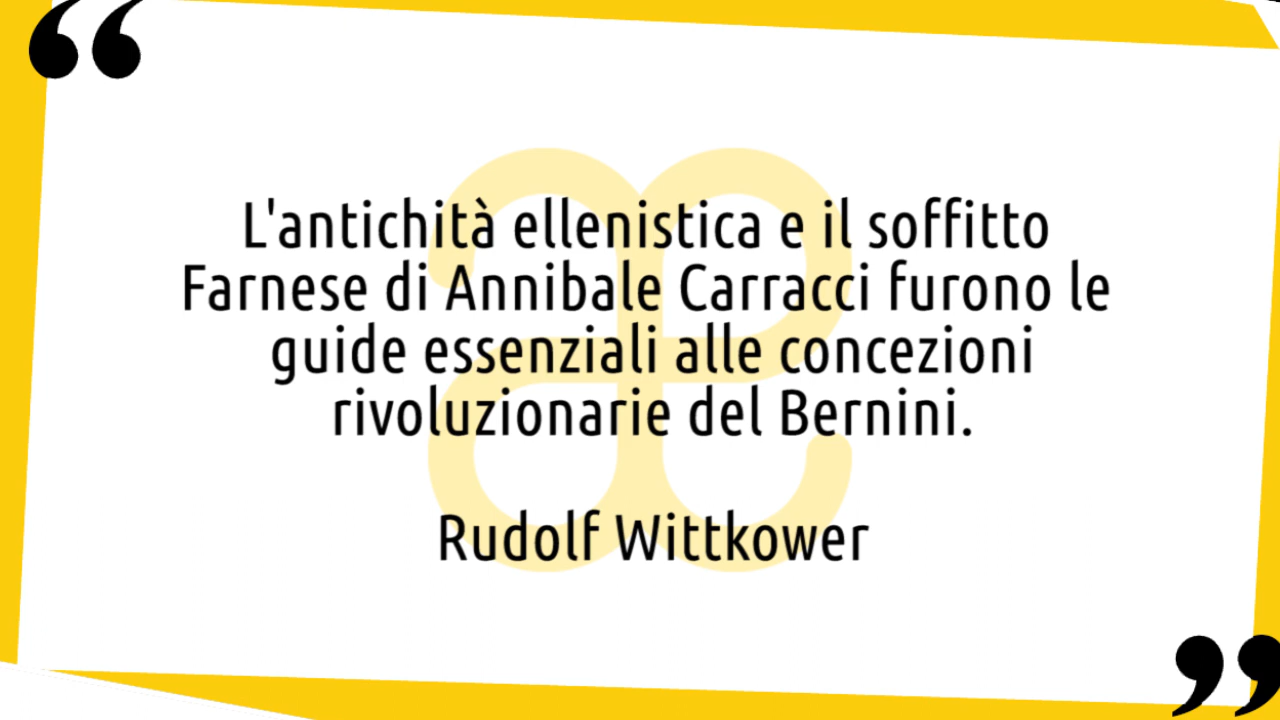 L'antichità ellenistica e il soffitto
Farnese di Annibale Carracci furono le
guide essenziali alle concezioni
rivoluzionarie del Bernini.
Rudolf Wittkower